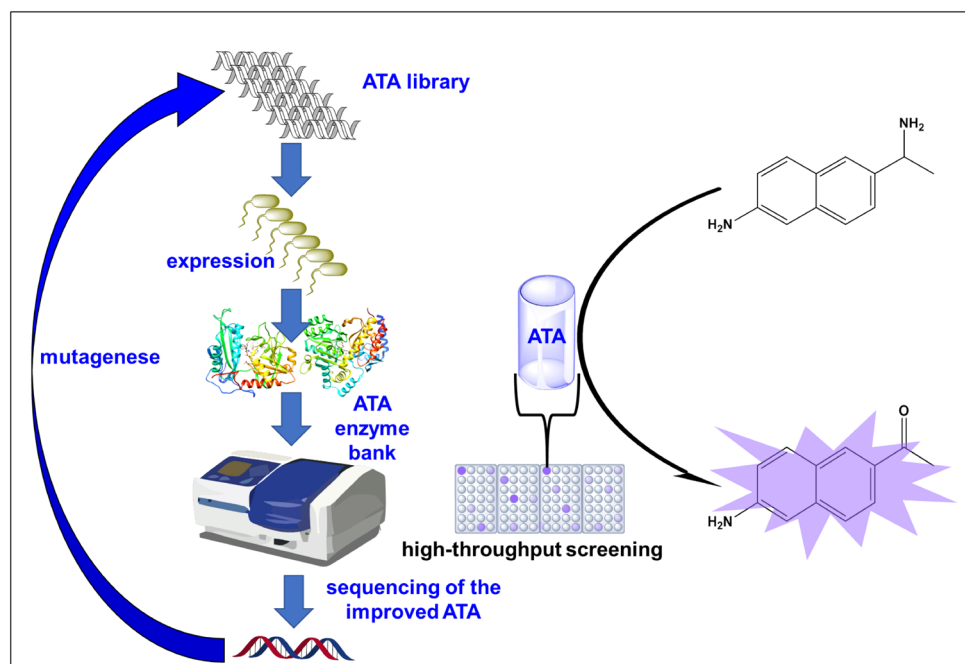 ATA library
expression
mutagenese
ATA
enzyme
bank
sequencing of the
improved ATA
ATA
high-throughput screening
NH₂
H₂N
O
H₂N